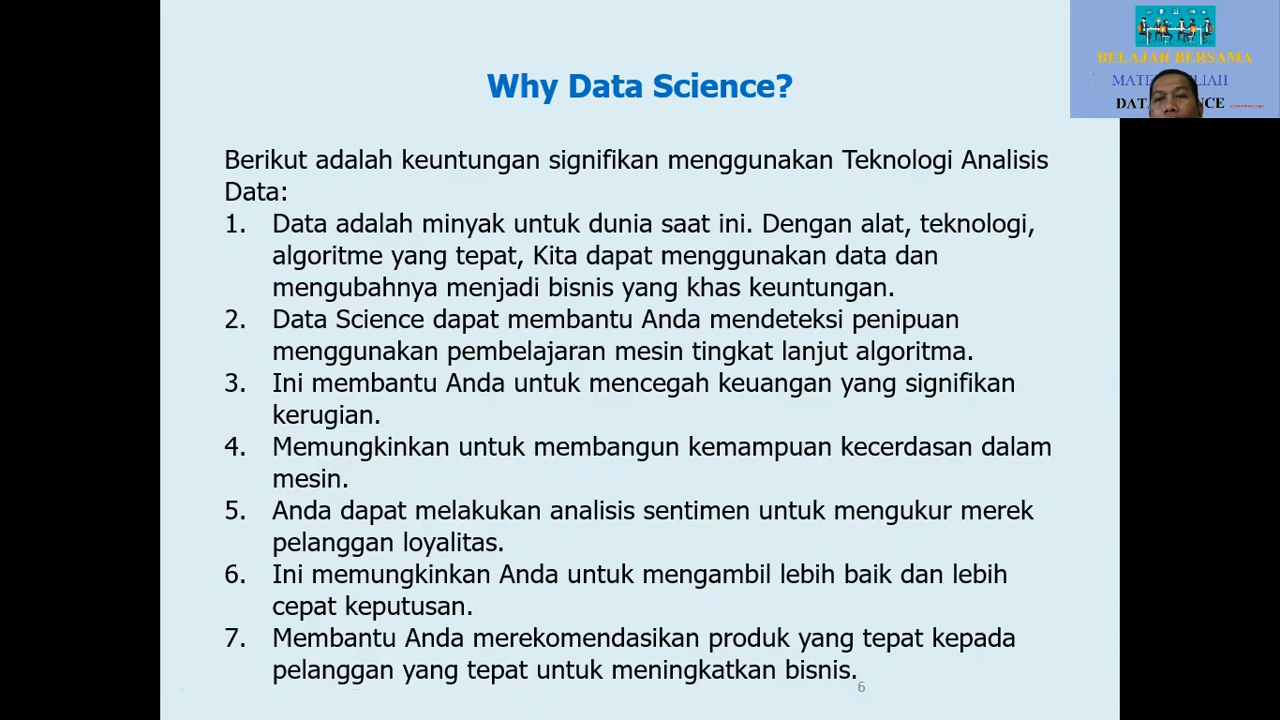 Why Data Science?
BELAJAR BERSAMA
Berikut adalah keuntungan signifikan menggunakan Teknologi Analisis
Data:
1. Data adalah minyak untuk dunia saat ini. Dengan alat, teknologi,
algoritme yang tepat, Kita dapat menggunakan data dan
mengubahnya menjadi bisnis yang khas keuntungan.
2. Data Science dapat membantu Anda mendeteksi penipuan
menggunakan pembelajaran mesin tingkat lanjut algoritma.
3. Ini membantu Anda untuk mencegah keuangan yang signifikan
kerugian.
4. Memungkinkan untuk membangun kemampuan kecerdasan dalam
mesin.
5. Anda dapat melakukan analisis sentimen untuk mengukur merek
pelanggan loyalitas.
6. Ini memungkinkan Anda untuk mengambil lebih baik dan lebih
cepat keputusan.
7. Membantu Anda merekomendasikan produk yang tepat kepada
pelanggan yang tepat untuk meningkatkan bisnis.
6